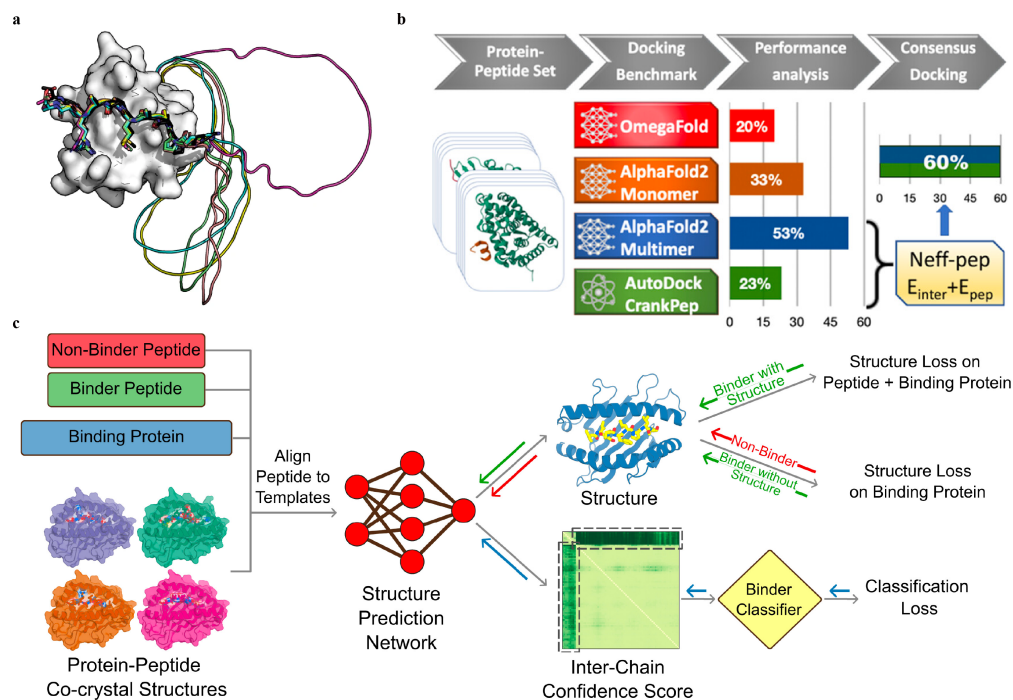 a
b
Protein-
Peptide Set
Docking
Benchmark
Performance
analysis
Consensus
Docking
OmegaFold
20%
AlphaFold2
Monomer
33%
AlphaFold2
Multimer
53%
AutoDock
CrankPep
23%
0 15 30 45 60
60%
0 15 30 45 60
Neff-pep
E_inter+E_pep
c
Non-Binder Peptide
Binder Peptide
Binding Protein
Protein-Peptide
Co-crystal Structures
Align
Peptide to
Templates
Structure
Prediction
Network
Structure
Binder with
Structure
Structure Loss on
Peptide + Binding Protein
Non-Binder
Binder without
Structure
Structure Loss
on Binding Protein
Inter-Chain
Confidence Score
Binder
Classifier
Classification
Loss